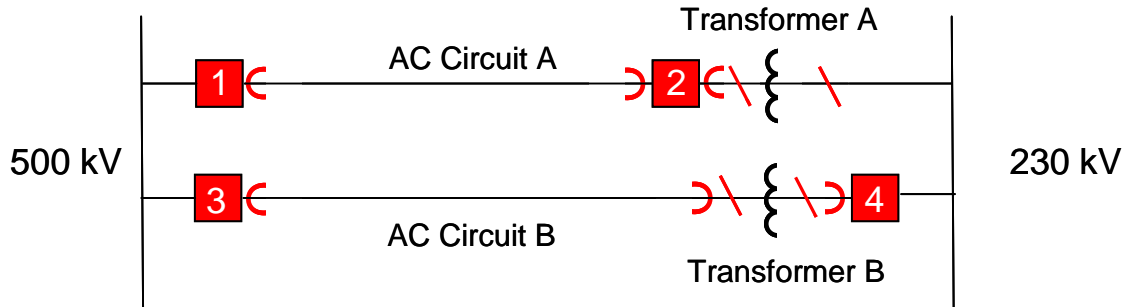 Transformer A
AC Circuit A
1
2
500 kV
230 kV
3
4
AC Circuit B
Transformer B